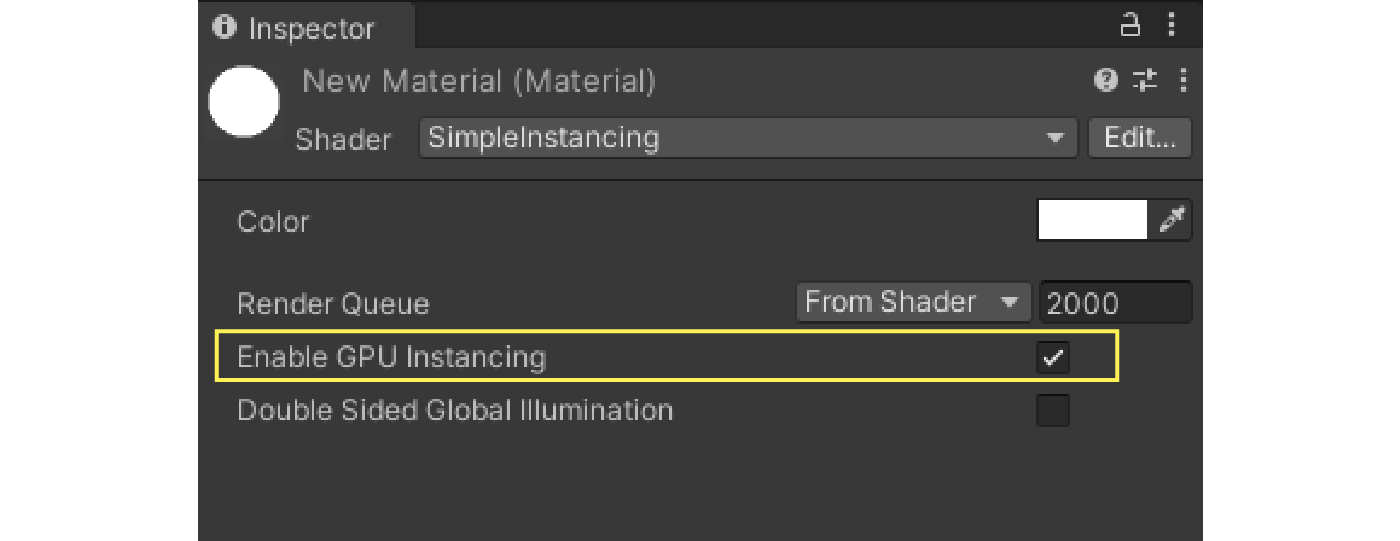 Inspector
New Material (Material)
Shader SimpleInstancing Edit...
Color
Render Queue From Shader 2000
Enable GPU Instancing
Double Sided Global Illumination